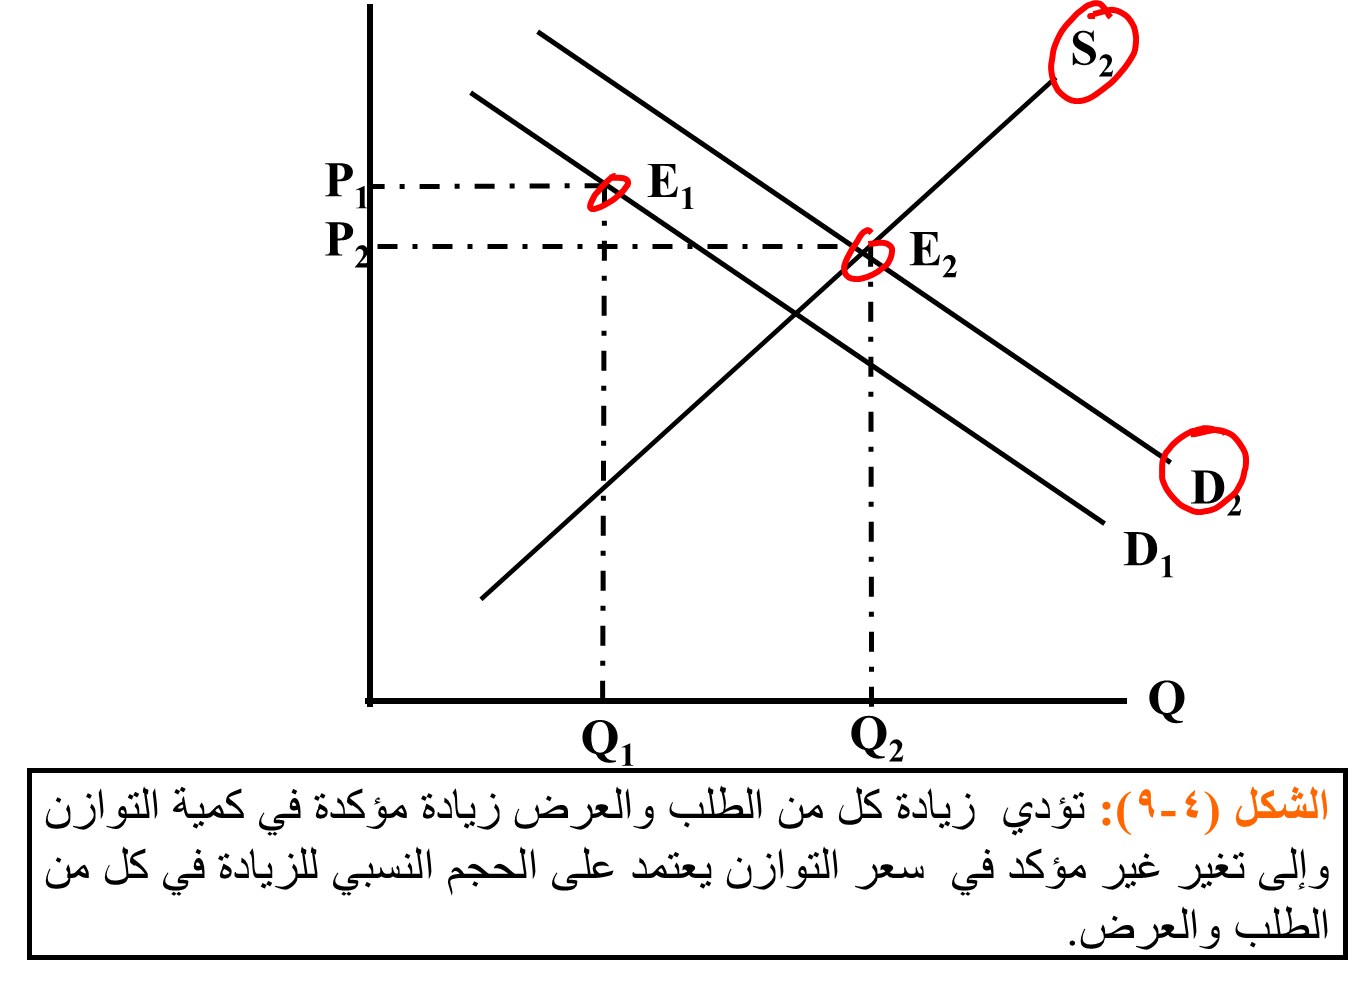 S2
P1
E1
P2
E2
D2
D1
Q
Q1
Q2
الشكل (٤-٩): تؤدي زيادة كل من الطلب والعرض زيادة مؤكدة في كمية التوازن
وإلى تغير غير مؤكد في سعر التوازن يعتمد على الحجم النسبي للزيادة في كل من
الطلب والعرض.